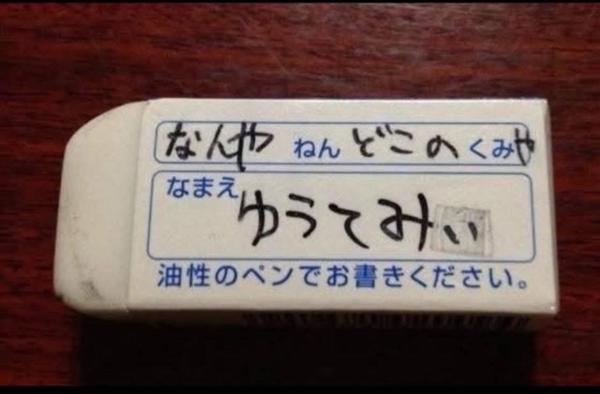 なんや ねん どこの くみや
なまえ ゆうてみぃ
油性のペンでお書きください。